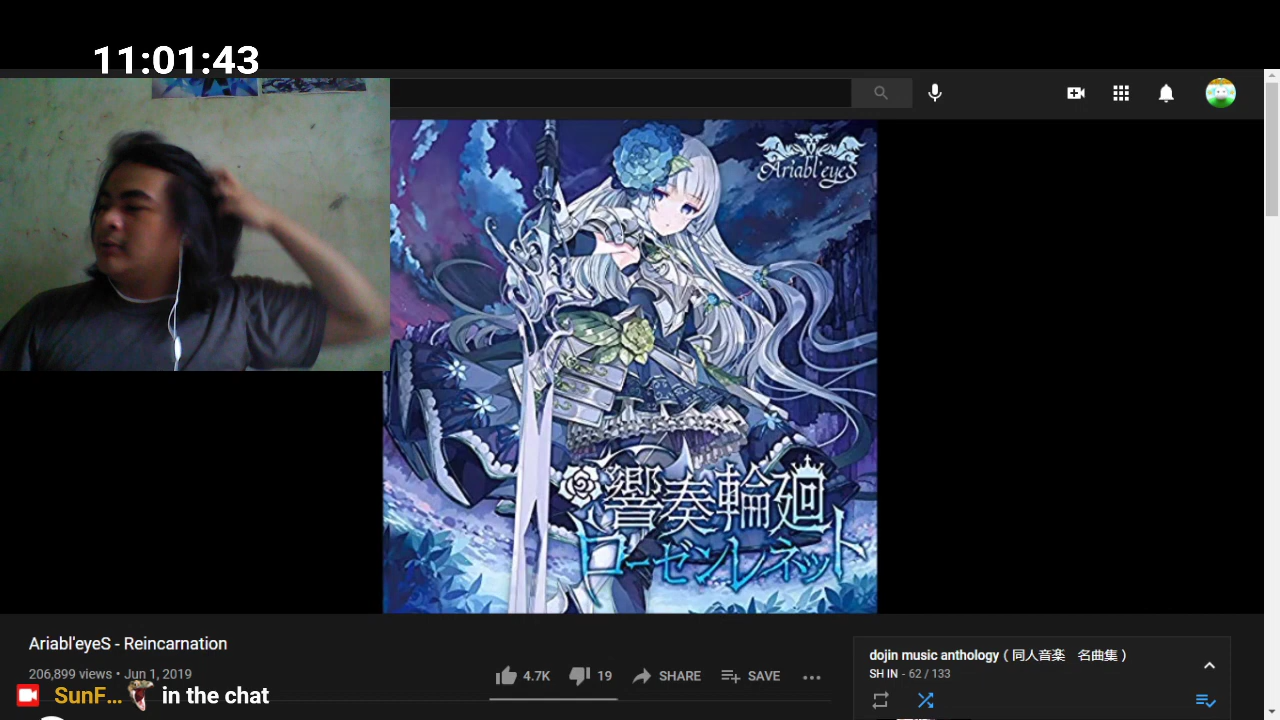 11:01:43
Ariabl'eyeS
響奏輪廻
ローゼンレネット
Ariabl'eyeS - Reincarnation
206,899 views • Jun 1, 2019
4.7K
19
SHARE
SAVE
SunF... in the chat
dojin music anthology ( 同人音楽　名曲集 )
SH IN - 62 / 133